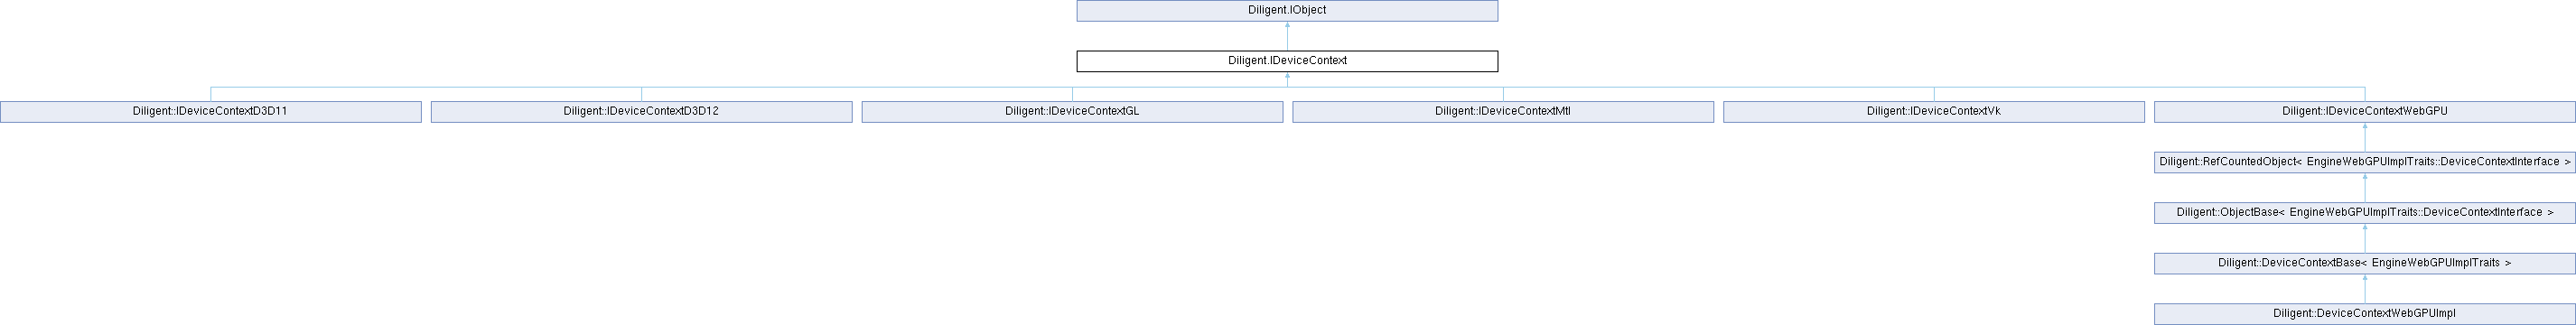 Diligent.IObject
Diligent.IDeviceContext
Diligent::IDeviceContextD3D11
Diligent::IDeviceContextD3D12
Diligent::IDeviceContextGL
Diligent::IDeviceContextMtl
Diligent::IDeviceContextVk
Diligent::IDeviceContextWebGPU
Diligent::RefCountedObject< EngineWebGPUImplTraits::DeviceContextInterface >
Diligent::ObjectBase< EngineWebGPUImplTraits::DeviceContextInterface >
Diligent::DeviceContextBase< EngineWebGPUImplTraits >
Diligent::DeviceContextWebGPUImpl